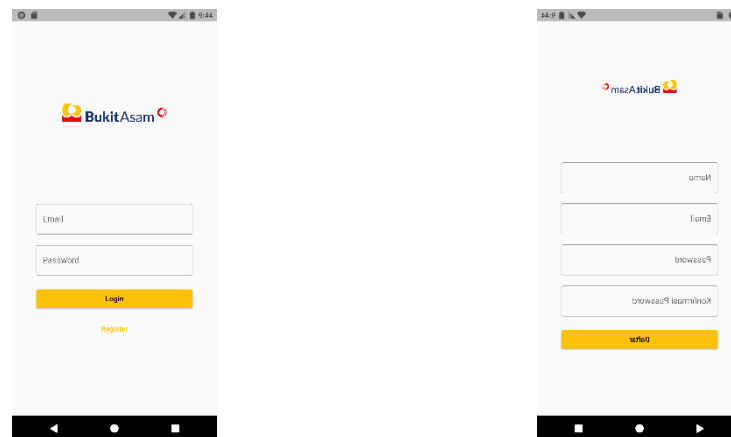 9:44
BukitAsam
Email
Password
Login
Register
9:44
BukitAsam
Nama
Email
Password
Konfirmasi Password
Daftar